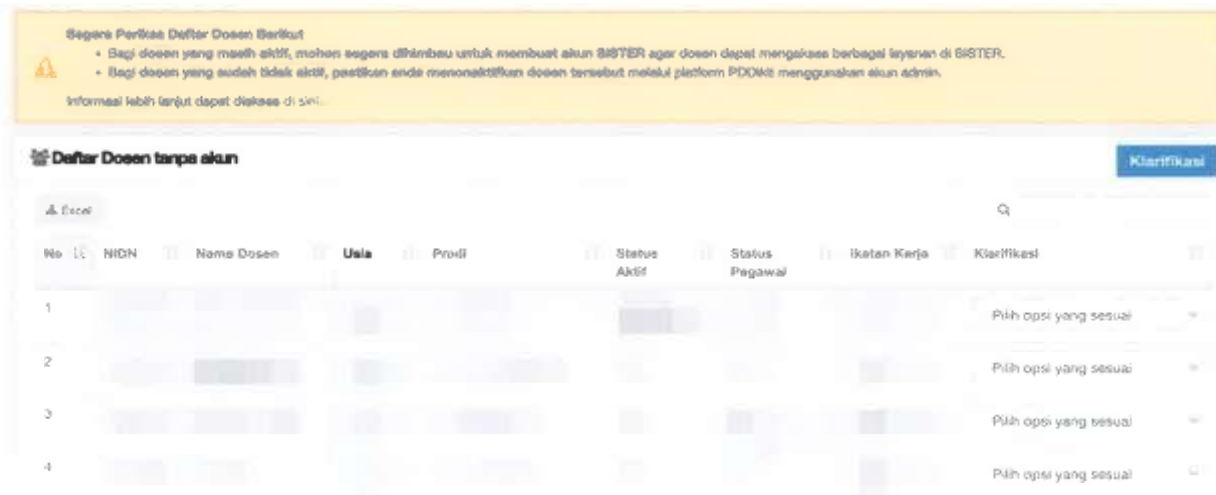 Segera Periksa Daftar Dosen Berikut
• Bagi dosen yang masih aktif, mohon segera dihimbau untuk membuat akun SISTER agar dosen dapat mengakses berbagai layanan di SISTER.
• Bagi dosen yang sudah tidak aktif, pastikan anda menonaktifkan dosen tersebut melalui platform PDDikti menggunakan akun admin.
Informasi lebih lanjut dapat diakses di sini.
Daftar Dosen tanpa akun
Klarifikasi
Excel
No NIDN Nama Dosen Usia Prodi Status Aktif Status Pegawai Ikatan Kerja Klarifikasi
1 Pilih opsi yang sesuai
2 Pilih opsi yang sesuai
3 Pilih opsi yang sesuai
4 Pilih opsi yang sesuai